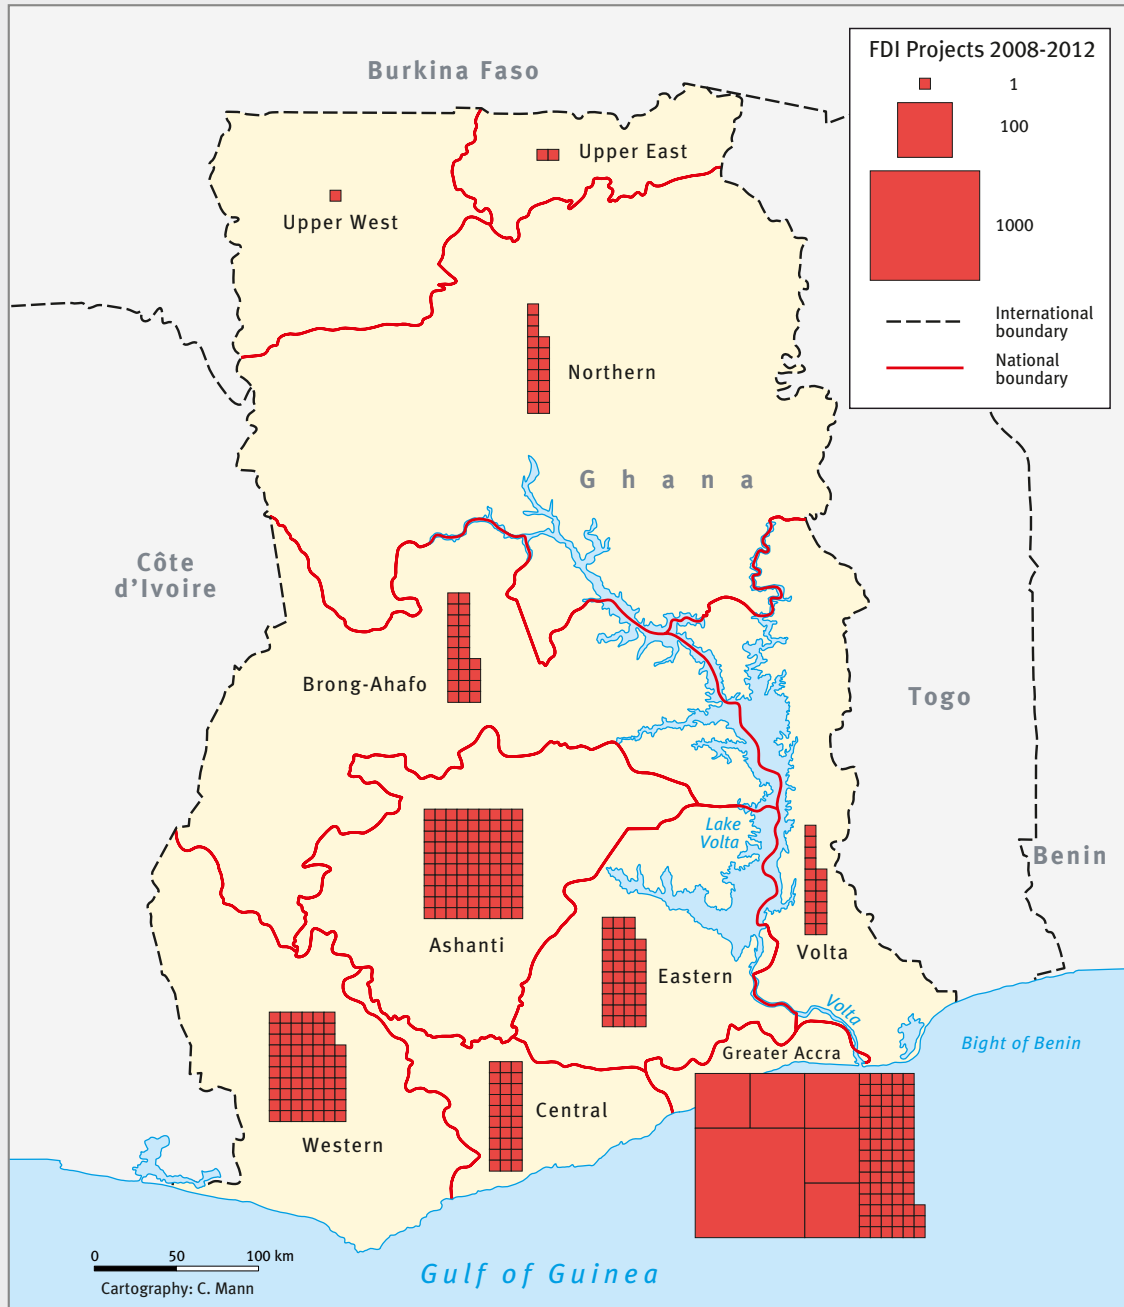 Burkina Faso
FDI Projects 2008-2012
1
100
1000
International
boundary
National
boundary
Upper East
Upper West
Northern
Ghana
Côte
d’Ivoire
Brong-Ahafo
Togo
Lake
Volta
Benin
Ashanti
Volta
Eastern
Volta
Bight of Benin
Greater Accra
Central
Western
0 50 100 km
Cartography: C. Mann
Gulf of Guinea